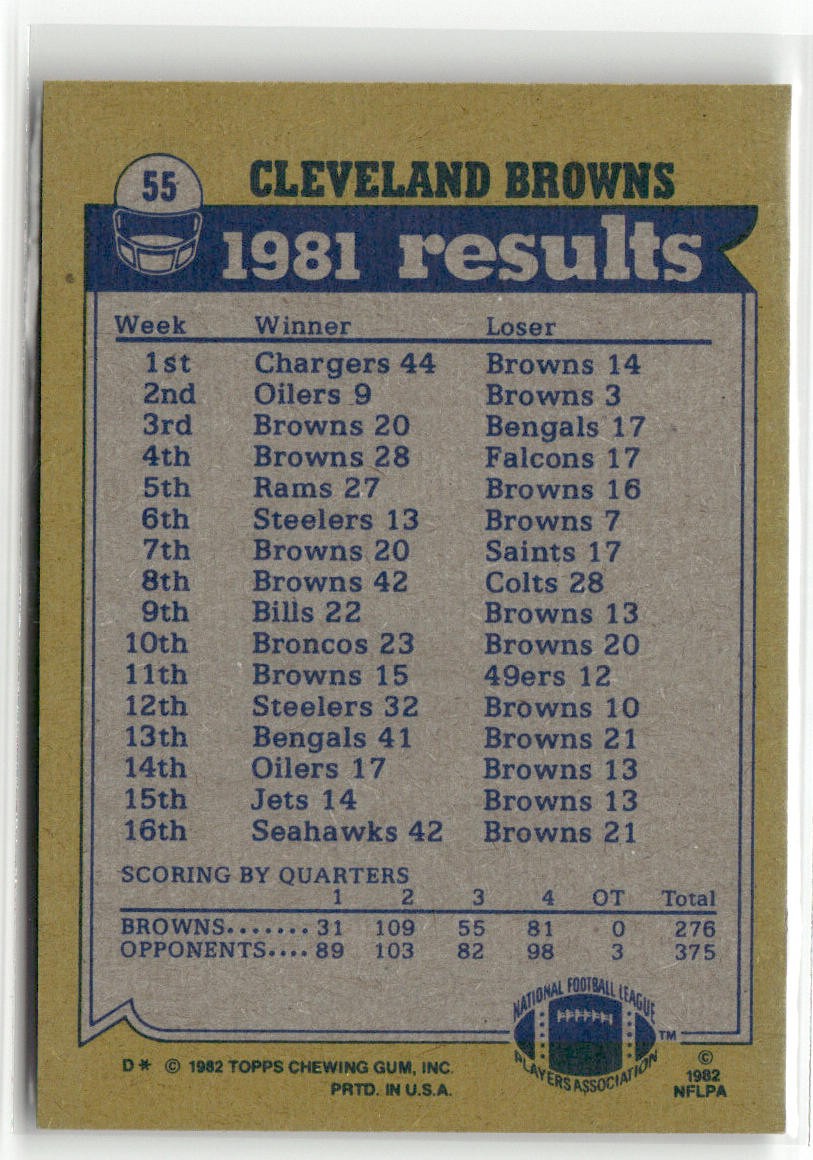 55 CLEVELAND BROWNS
1981 results
Week Winner Loser
1st Chargers 44 Browns 14
2nd Oilers 9 Browns 3
3rd Browns 20 Bengals 17
4th Browns 28 Falcons 17
5th Rams 27 Browns 16
6th Steelers 13 Browns 7
7th Browns 20 Saints 17
8th Browns 42 Colts 28
9th Bills 22 Browns 13
10th Broncos 23 Browns 20
11th Browns 15 49ers 12
12th Steelers 32 Browns 10
13th Bengals 41 Browns 21
14th Oilers 17 Browns 13
15th Jets 14 Browns 13
16th Seahawks 42 Browns 21
SCORING BY QUARTERS
1 2 3 4 OT Total
BROWNS....... 31 109 55 81 0 276
OPPONENTS.... 89 103 82 98 3 375
NATIONAL FOOTBALL LEAGUE
PLAYERS ASSOCIATION
TM
D * © 1982 TOPPS CHEWING GUM, INC.
PRTD. IN U.S.A.
©
1982
NFLPA